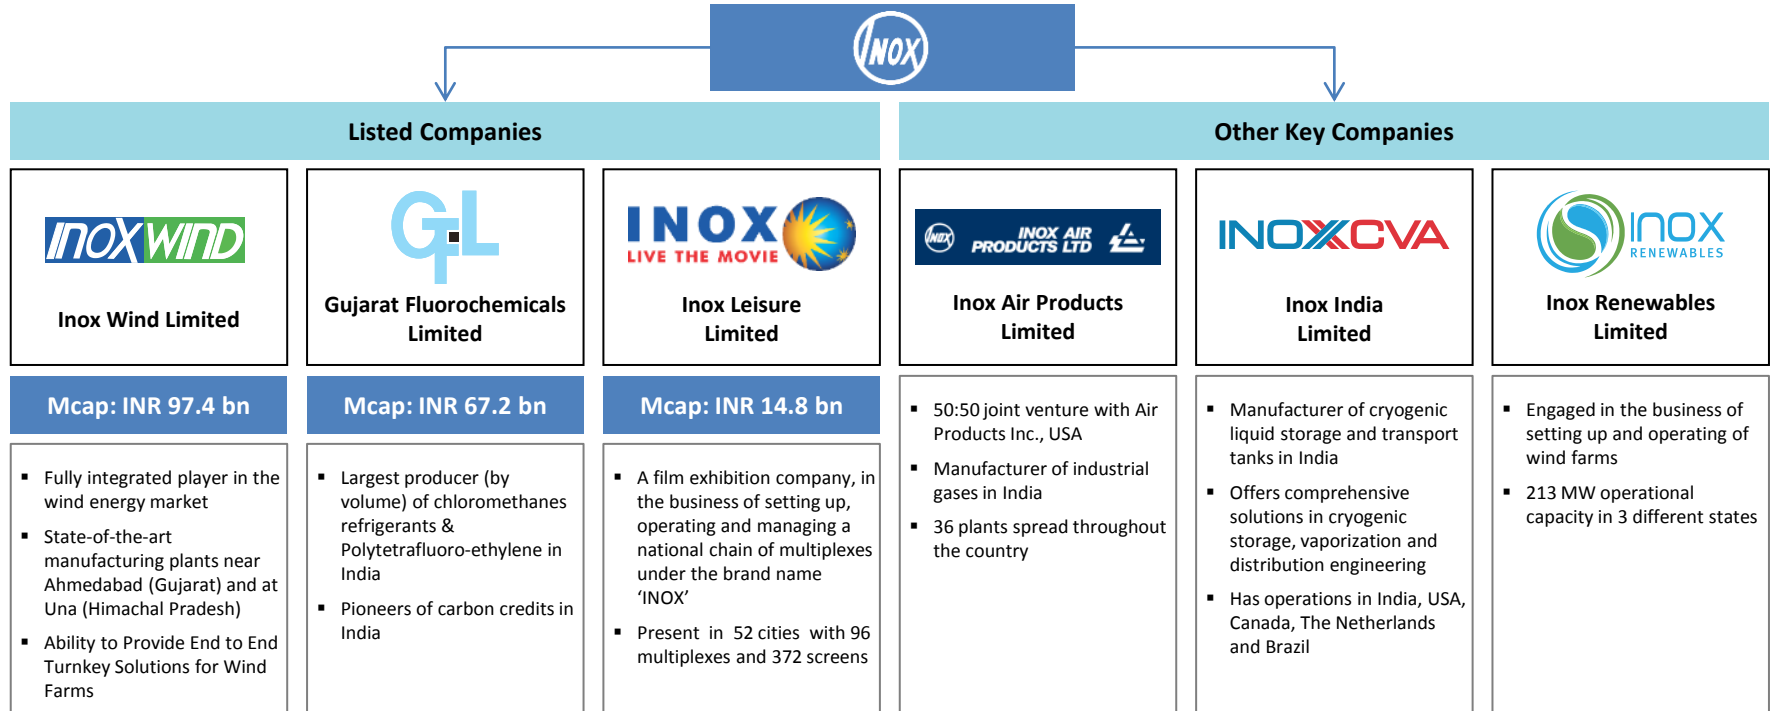 INOX
Listed Companies
Other Key Companies
INOXWIND
Inox Wind Limited
GFL
Gujarat Fluorochemicals
Limited
INOX
LIVE THE MOVIE
Inox Leisure
Limited
INOX
INOX AIR
PRODUCTS LTD
Inox Air Products
Limited
INOXCVA
Inox India
Limited
INOX
RENEWABLES
Inox Renewables
Limited
Mcap: INR 97.4 bn
Mcap: INR 67.2 bn
Mcap: INR 14.8 bn
▪ Fully integrated player in the
wind energy market
▪ State-of-the-art
manufacturing plants near
Ahmedabad (Gujarat) and at
Una (Himachal Pradesh)
▪ Ability to Provide End to End
Turnkey Solutions for Wind
Farms
▪ Largest producer (by
volume) of chloromethanes
refrigerants &
Polytetrafluoro-ethylene in
India
▪ Pioneers of carbon credits in
India
▪ A film exhibition company, in
the business of setting up,
operating and managing a
national chain of multiplexes
under the brand name
‘INOX’
▪ Present in 52 cities with 96
multiplexes and 372 screens
▪ 50:50 joint venture with Air
Products Inc., USA
▪ Manufacturer of industrial
gases in India
▪ 36 plants spread throughout
the country
▪ Manufacturer of cryogenic
liquid storage and transport
tanks in India
▪ Offers comprehensive
solutions in cryogenic
storage, vaporization and
distribution engineering
▪ Has operations in India, USA,
Canada, The Netherlands
and Brazil
▪ Engaged in the business of
setting up and operating of
wind farms
▪ 213 MW operational
capacity in 3 different states